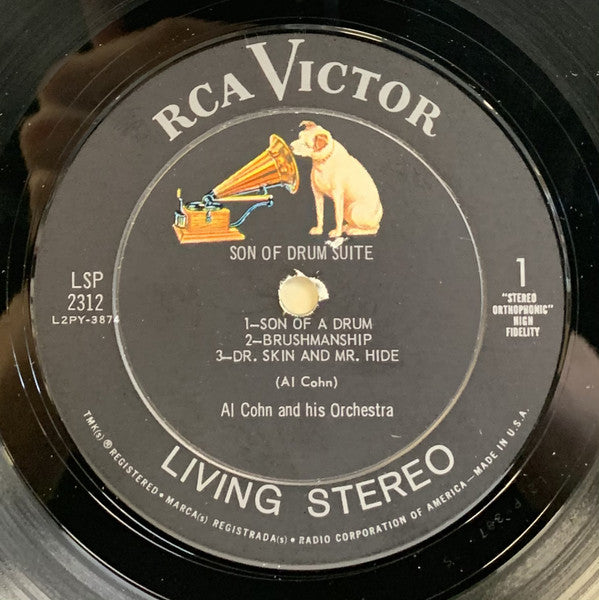 RCA VICTOR
SON OF DRUM SUITE
LSP
2312
L2PY-3874
1
"STEREO
ORTHOPHONIC"
HIGH
FIDELITY
1—SON OF A DRUM
2—BRUSHMANSHIP
3—DR. SKIN AND MR. HIDE
(Al Cohn)
Al Cohn and his Orchestra
LIVING STEREO
TMK(s) ® REGISTERED • MARCA(s) REGISTRADA(s) • RADIO CORPORATION OF AMERICA—MADE IN U.S.A.